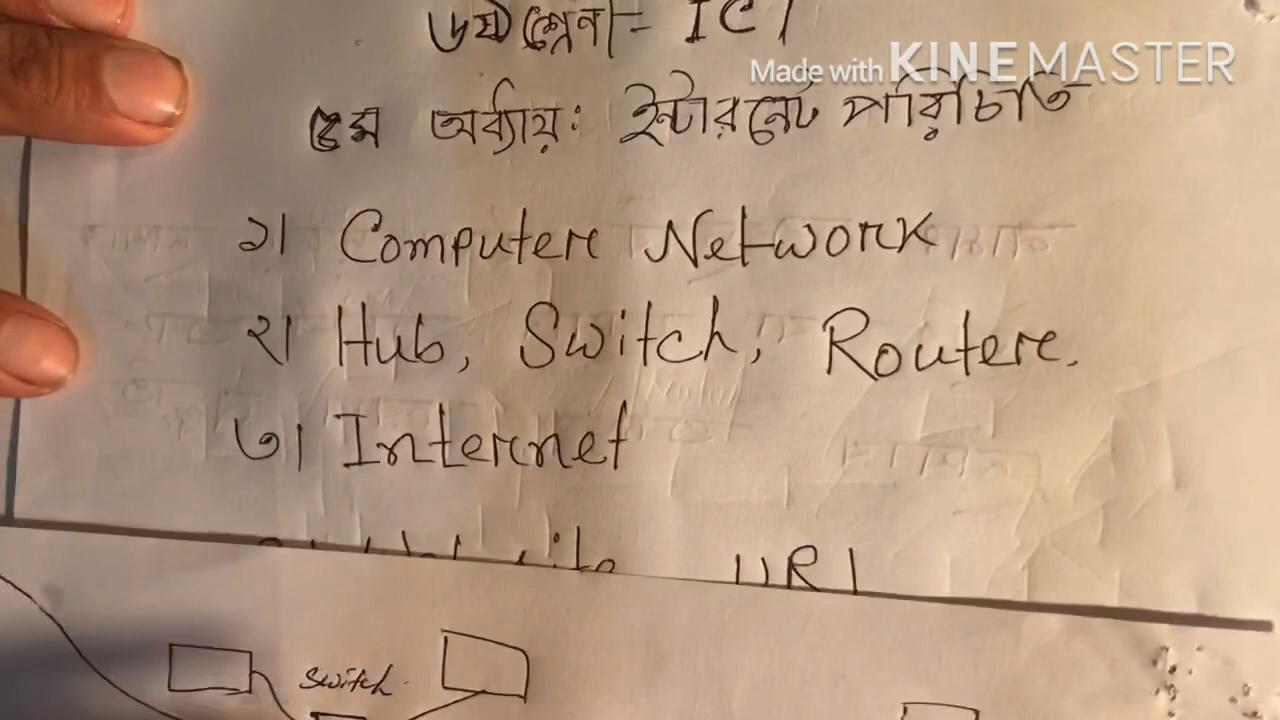 ৬ষ্ঠ শ্রেণী - ICT
Made with KINEMASTER
৫ম অধ্যায়: ইন্টারনেট পরিচিতি
১। Computer Network
২। Hub, Switch, Router.
৩। Internet
URL
Switch